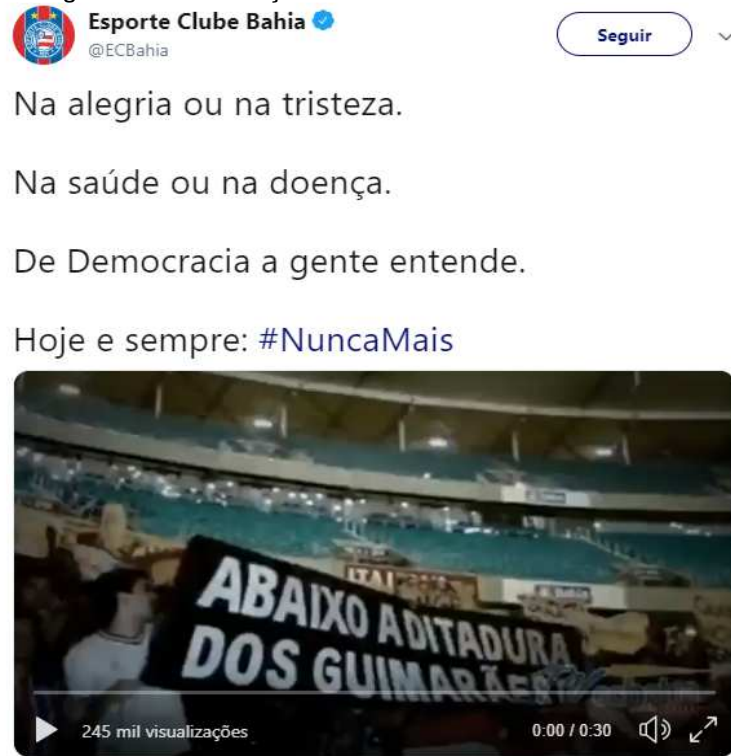 Esporte Clube Bahia
@ECBahia
Seguir
Na alegria ou na tristeza.
Na saúde ou na doença.
De Democracia a gente entende.
Hoje e sempre: #NuncaMais
ABAIXO A DITADURA
DOS GUIMARÃES
245 mil visualizações
0:00 / 0:30